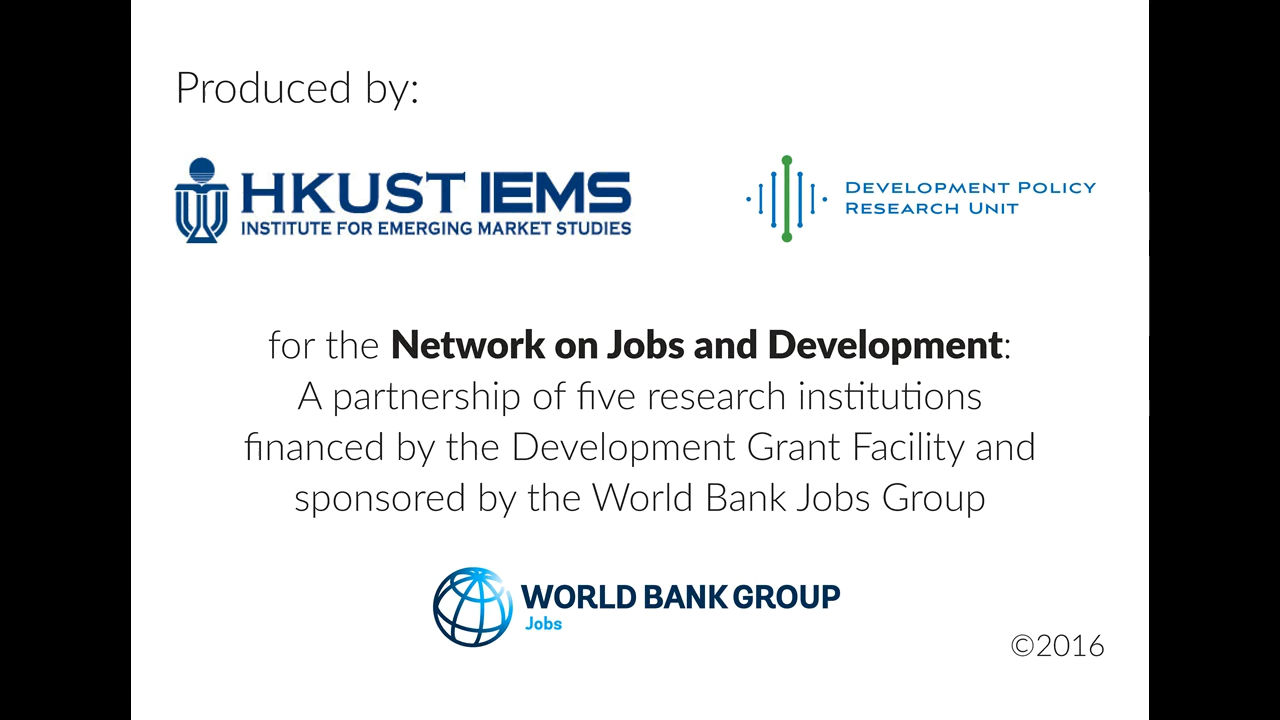 Produced by:
HKUST IEMS
INSTITUTE FOR EMERGING MARKET STUDIES
DEVELOPMENT POLICY
RESEARCH UNIT
for the Network on Jobs and Development:
A partnership of five research institutions
financed by the Development Grant Facility and
sponsored by the World Bank Jobs Group
WORLD BANK GROUP
Jobs
©2016